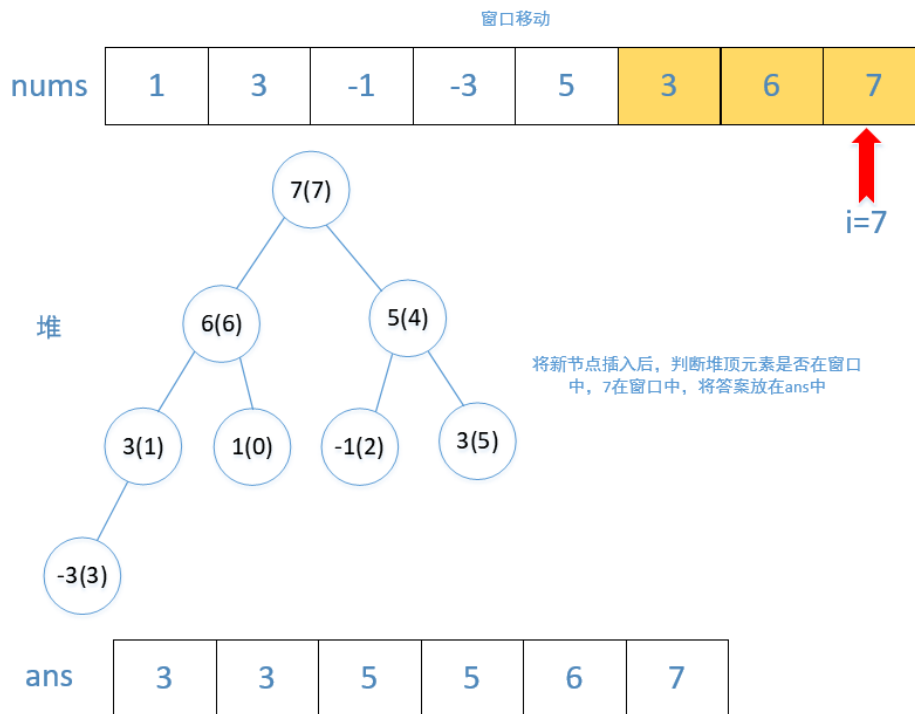 窗口移动
nums 1 3 -1 -3 5 3 6 7
i=7
7(7)
堆
6(6) 5(4)
将新节点插入后，判断堆顶元素是否在窗口
中，7在窗口中，将答案放在ans中
3(1) 1(0) -1(2) 3(5)
-3(3)
ans 3 3 5 5 6 7